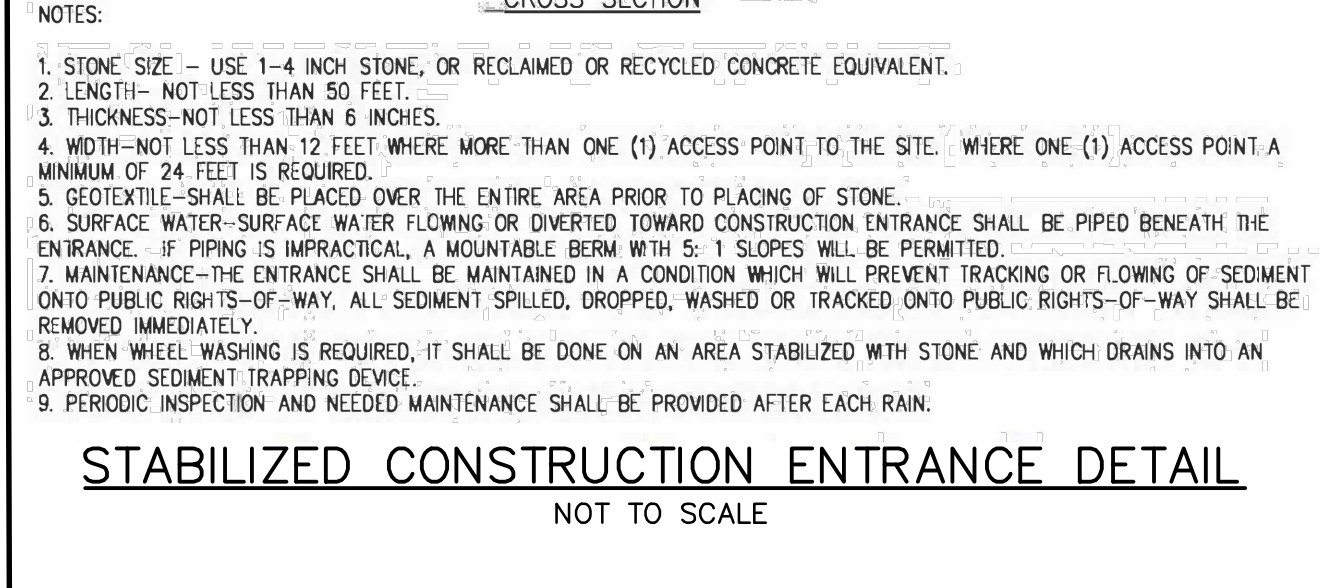 CROSS SECTION
NOTES:
1. STONE SIZE – USE 1–4 INCH STONE, OR RECLAIMED OR RECYCLED CONCRETE EQUIVALENT.
2. LENGTH– NOT LESS THAN 50 FEET.
3. THICKNESS–NOT LESS THAN 6 INCHES.
4. WIDTH–NOT LESS THAN 12 FEET WHERE MORE THAN ONE (1) ACCESS POINT TO THE SITE. WHERE ONE (1) ACCESS POINT A
MINIMUM OF 24 FEET IS REQUIRED.
5. GEOTEXTILE–SHALL BE PLACED OVER THE ENTIRE AREA PRIOR TO PLACING OF STONE.
6. SURFACE WATER–SURFACE WATER FLOWING OR DIVERTED TOWARD CONSTRUCTION ENTRANCE SHALL BE PIPED BENEATH THE
ENTRANCE. IF PIPING IS IMPRACTICAL, A MOUNTABLE BERM WITH 5: 1 SLOPES WILL BE PERMITTED.
7. MAINTENANCE–THE ENTRANCE SHALL BE MAINTAINED IN A CONDITION WHICH WILL PREVENT TRACKING OR FLOWING OF SEDIMENT
ONTO PUBLIC RIGHTS–OF–WAY, ALL SEDIMENT SPILLED, DROPPED, WASHED OR TRACKED ONTO PUBLIC RIGHTS–OF–WAY SHALL BE
REMOVED IMMEDIATELY.
8. WHEN WHEEL WASHING IS REQUIRED, IT SHALL BE DONE ON AN AREA STABILIZED WITH STONE AND WHICH DRAINS INTO AN
APPROVED SEDIMENT TRAPPING DEVICE.
9. PERIODIC INSPECTION AND NEEDED MAINTENANCE SHALL BE PROVIDED AFTER EACH RAIN.
STABILIZED CONSTRUCTION ENTRANCE DETAIL
NOT TO SCALE